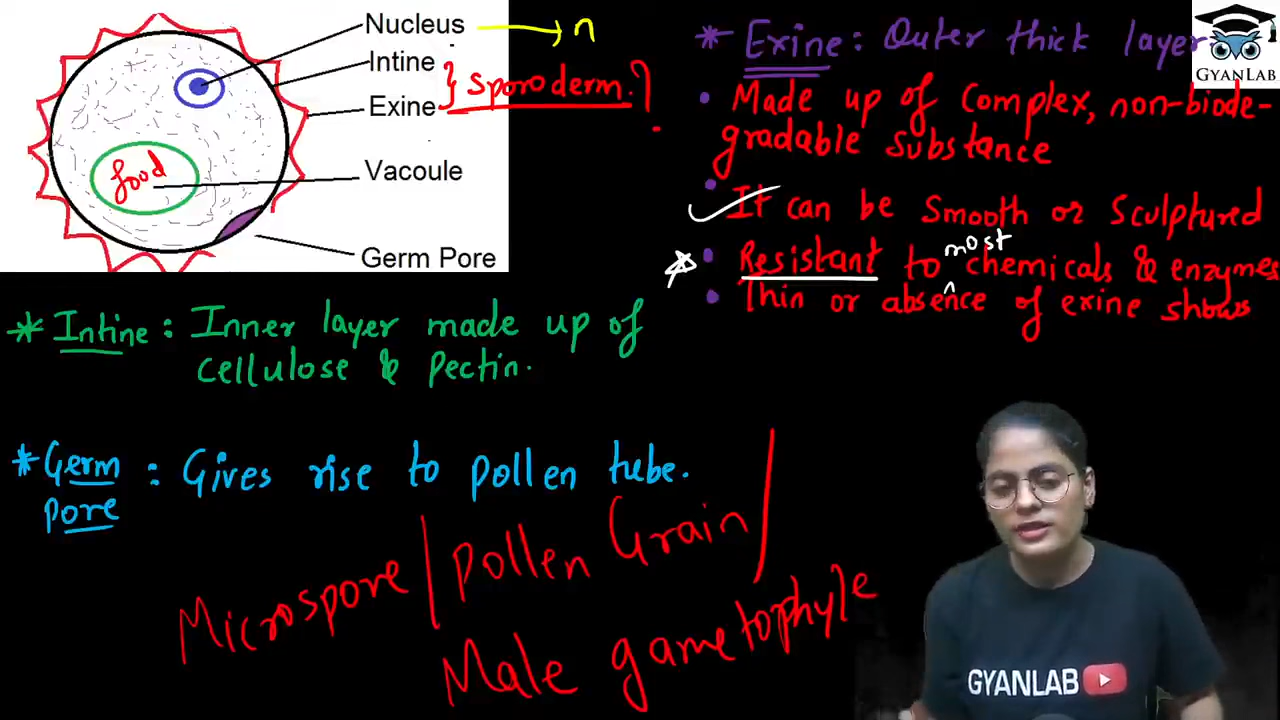 Nucleus → n
Intine
Exine
} Sporoderm.
Vacoule
food
Germ Pore
* Exine: Outer thick layer
GYANLAB
• Made up of Complex, non-biode-
gradable substance
• It can be smooth or sculptured
• Resistant to most chemicals & enzymes
• Thin or absence of exine shows
* Intine : Inner layer made up of
cellulose & pectin.
* Germ pore : Gives rise to pollen tube.
Microspore / Pollen Grain /
Male gametophyle
GYANLAB